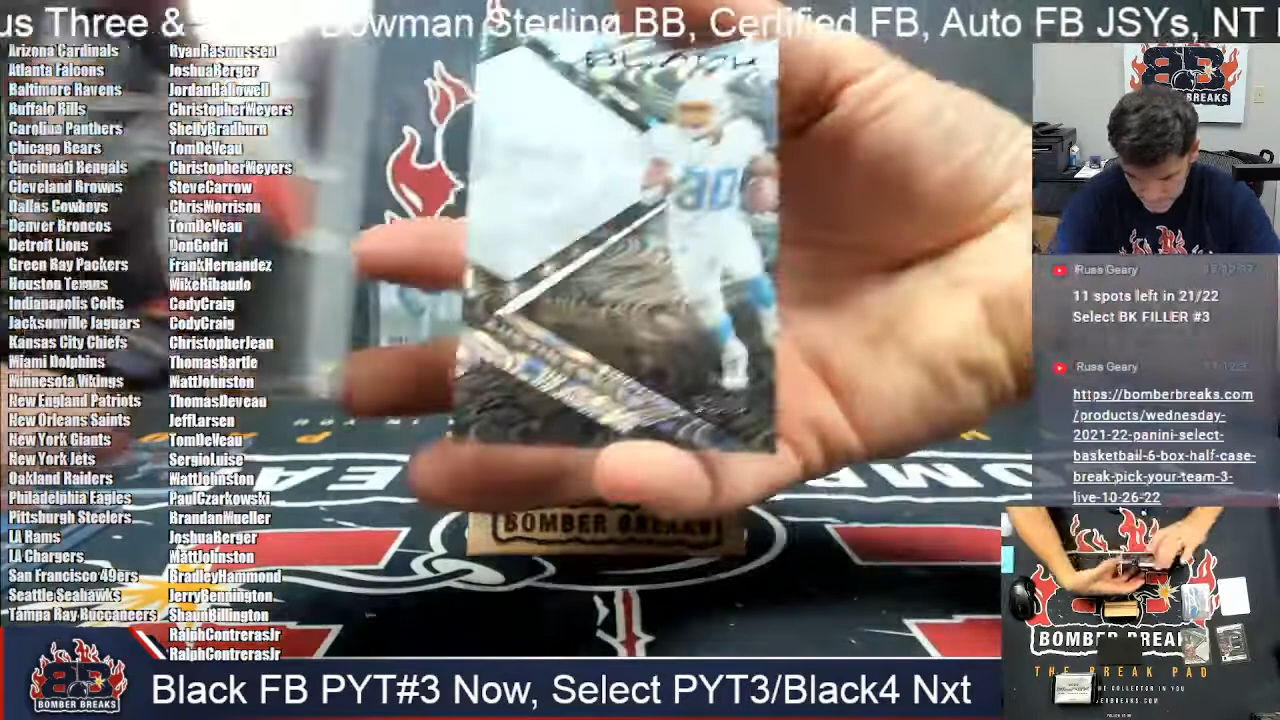 us Three & Bowman Sterling BB, Certified FB, Auto FB JSYs, NT
Arizona Cardinals RyanRasmussen
Atlanta Falcons JoshuaBerger
Baltimore Ravens JordanHallowell
Buffalo Bills ChristopherMeyers
Carolina Panthers ShellyBradburn
Chicago Bears TomDeVeau
Cincinnati Bengals ChristopherMeyers
Cleveland Browns SteveCarrow
Dallas Cowboys ChrisMorrison
Denver Broncos TomDeVeau
Detroit Lions DonGodri
Green Bay Packers FrankHernandez
Houston Texans MikeRibaudo
Indianapolis Colts CodyCraig
Jacksonville Jaguars CodyCraig
Kansas City Chiefs ChristopherJean
Miami Dolphins ThomasBartle
Minnesota Vikings MattJohnston
New England Patriots ThomasDeveau
New Orleans Saints JeffLarsen
New York Giants TomDeVeau
New York Jets SergioLuise
Oakland Raiders MattJohnston
Philadelphia Eagles PaulCzarkowski
Pittsburgh Steelers BrandanMueller
LA Rams JoshuaBerger
LA Chargers MattJohnston
San Francisco 49ers BradleyHammond
Seattle Seahawks JerryBennington
Tampa Bay Buccaneers ShaunBillington
RalphContrerasJr
RalphContrerasJr
80
BOMBER BREAKS
BREAKS
Russ Geary
11 spots left in 21/22
Select BK FILLER #3
Russ Geary
https://bomberbreaks.com
/products/wednesday-
2021-22-panini-select-
basketball-6-box-half-case-
break-pick-your-team-3-
live-10-26-22
BOMBER BREAKS
THE BREAK PAD
BOMBER BREAKS
Black FB PYT#3 Now, Select PYT3/Black4 Nxt